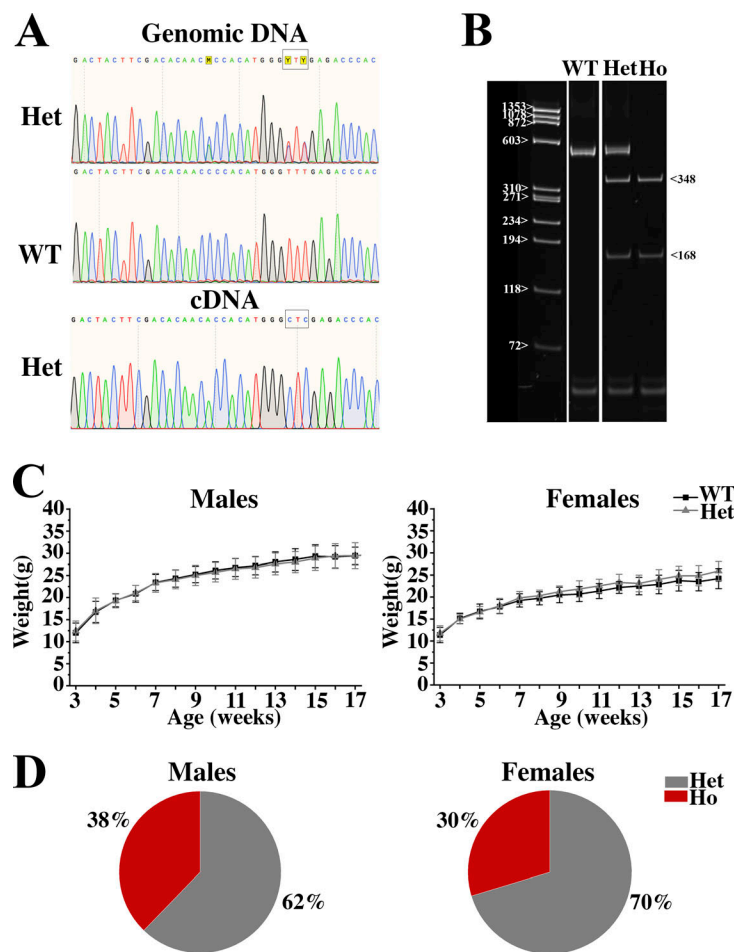 A
Genomic DNA
GACTACTTCGACACAACMCCACATGGGYTYGAGACCCAC
Het
GACTACTTCGACACAACCCCACATGGGTTTGAGACCCAC
WT
cDNA
GACTACTTCGACACAACACCACATGGGCTCGAGACCCAC
Het
B
WT Het Ho
1353>
1078>
872>
603>
310>
271>
234>
194>
118>
72>
<348
<168
C
Males
Weight(g)
40
35
30
25
20
15
10
5
0
3 5 7 9 11 13 15 17
Age (weeks)
Females
WT
Het
Weight(g)
40
35
30
25
20
15
10
5
0
3 5 7 9 11 13 15 17
Age (weeks)
D
Males
38%
62%
Females
30%
70%
Het
Ho